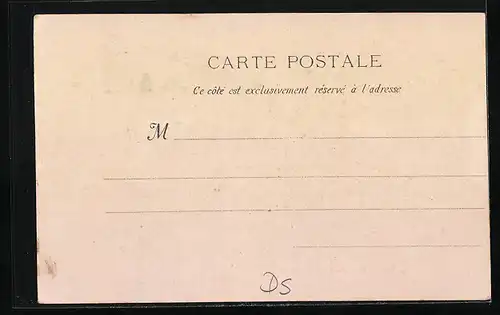 CARTE POSTALE
Ce côté est exclusivement réservé à l'adresse
M
DS